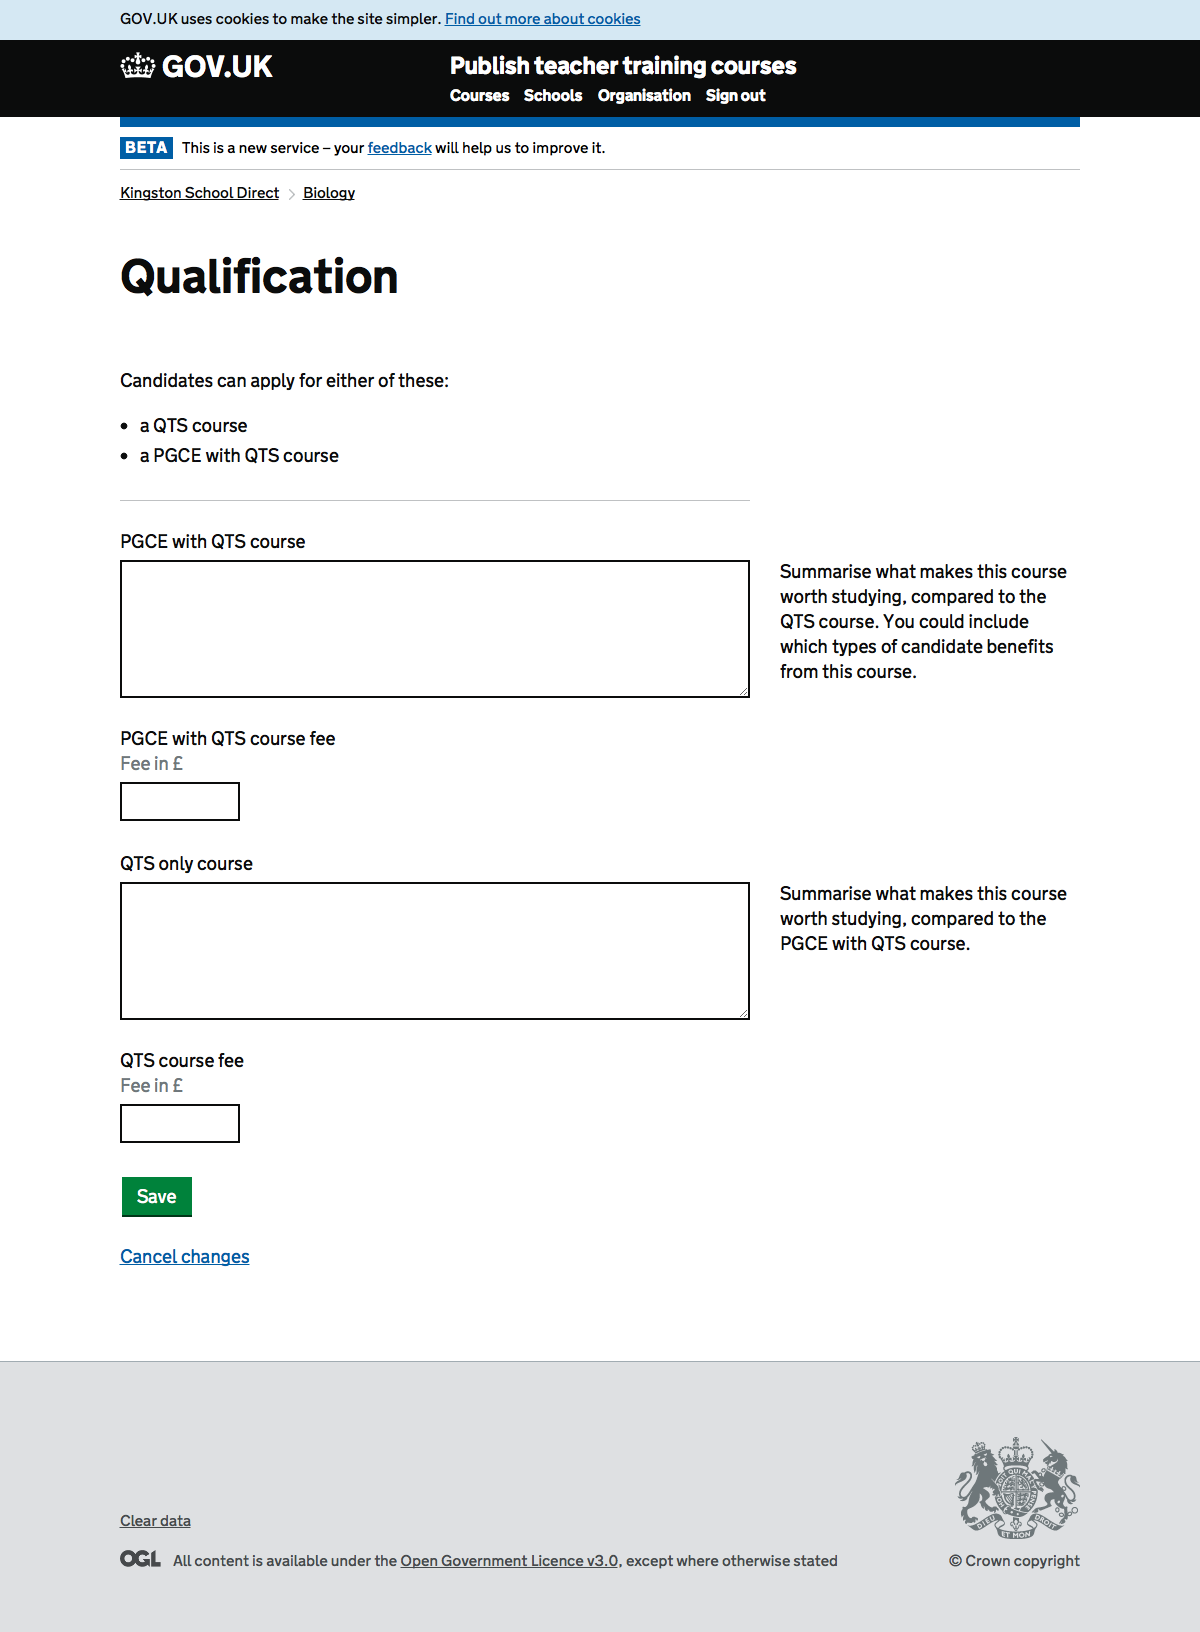 GOV.UK uses cookies to make the site simpler. Find out more about cookies
GOV.UK
Publish teacher training courses
Courses Schools Organisation Sign out
BETA This is a new service – your feedback will help us to improve it.
Kingston School Direct Biology
Qualification
Candidates can apply for either of these:
• a QTS course
• a PGCE with QTS course
PGCE with QTS course
Summarise what makes this course
worth studying, compared to the
QTS course. You could include
which types of candidate benefits
from this course.
PGCE with QTS course fee
Fee in £
QTS only course
Summarise what makes this course
worth studying, compared to the
PGCE with QTS course.
QTS course fee
Fee in £
Save
Cancel changes
Clear data
DIEU ET MON DROIT
OGL All content is available under the Open Government Licence v3.0, except where otherwise stated
© Crown copyright